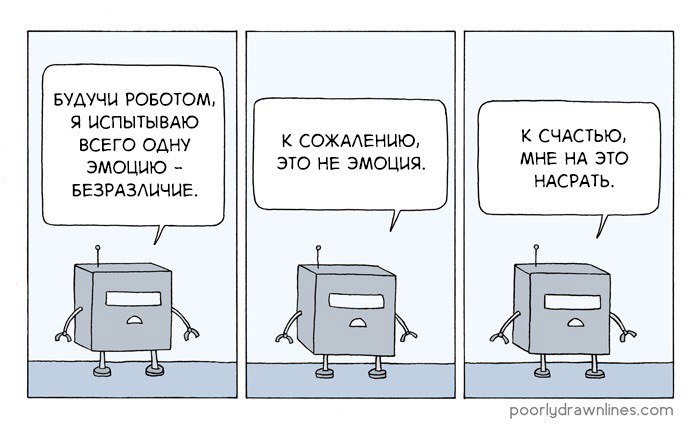 БУДУЧИ РОБОТОМ,
Я ИСПЫТЫВАЮ
ВСЕГО ОДНУ
ЭМОЦИЮ –
БЕЗРАЗЛИЧИЕ.
К СОЖАЛЕНИЮ,
ЭТО НЕ ЭМОЦИЯ.
К СЧАСТЬЮ,
МНЕ НА ЭТО
НАСРАТЬ.
poorlydrawnlines.com